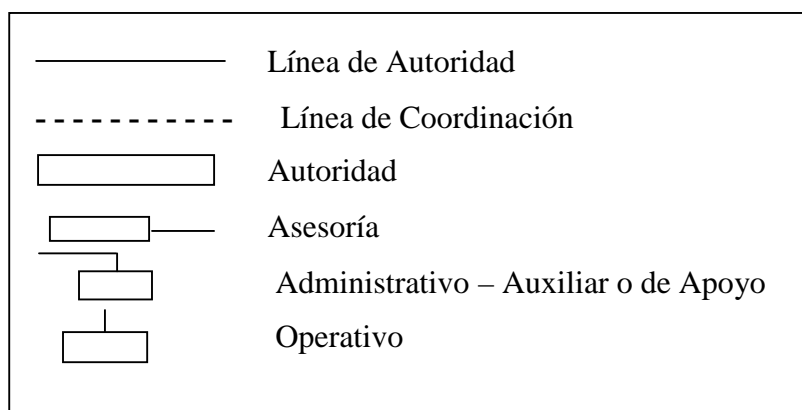 Línea de Autoridad
Línea de Coordinación
Autoridad
Asesoría
Administrativo – Auxiliar o de Apoyo
Operativo